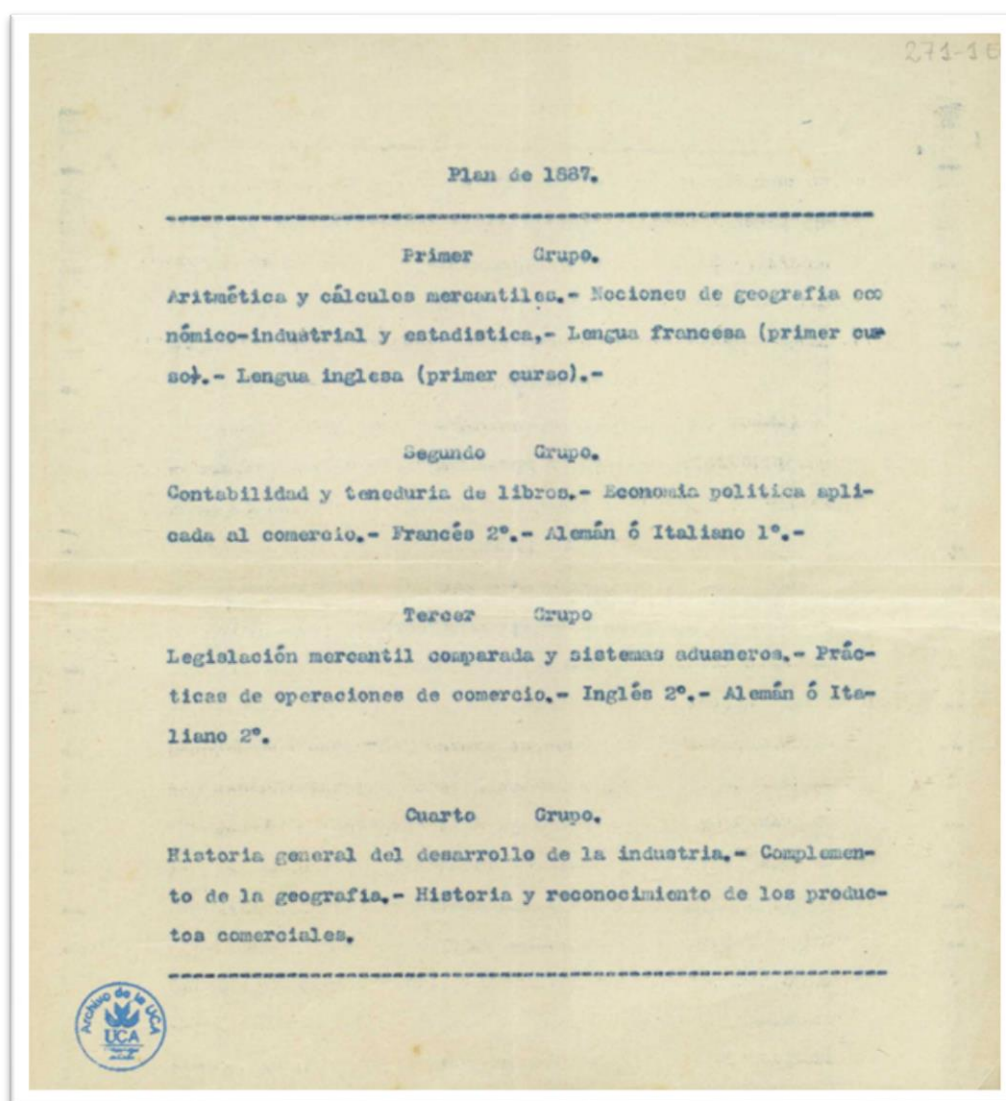 271-1
Plan de 1887.
Primer Grupo.
Aritmética y cálculos mercantiles.- Nociones de geografia eco
nómico-industrial y estadistica,- Lengua francesa (primer cur
so).- Lengua inglesa (primer curso).-
Segundo Grupo.
Contabilidad y teneduria de libros.- Economia politica apli-
cada al comercio.- Francés 2º.- Alemán ó Italiano 1º.-
Tercer Grupo
Legislación mercantil comparada y sistemas aduaneros.- Prác-
ticas de operaciones de comercio.- Inglés 2º.- Alemán ó Ita-
liano 2º.
Cuarto Grupo.
Historia general del desarrollo de la industria.- Complemen-
to de la geografia.- Historia y reconocimiento de los produc-
tos comerciales.
Archivo de la UCA
UCA